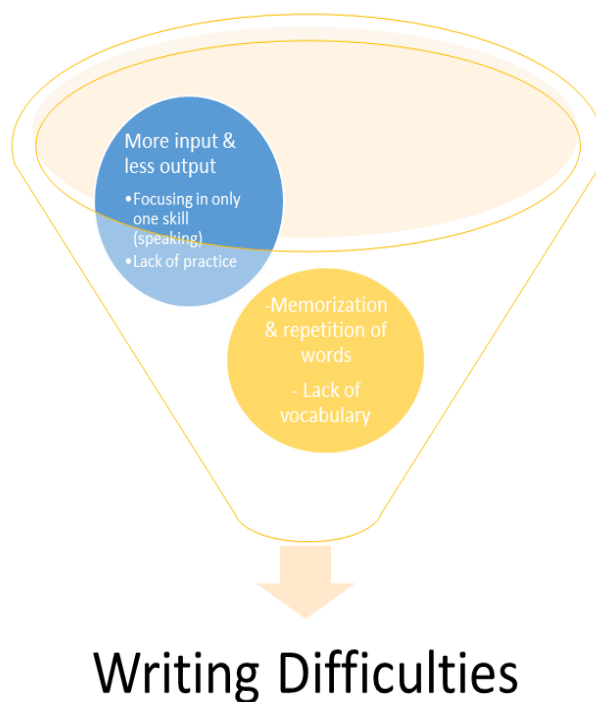 More input &
less output
•Focusing in only
one skill
(speaking)
•Lack of practice
-Memorization
& repetition of
words
- Lack of
vocabulary
Writing Difficulties